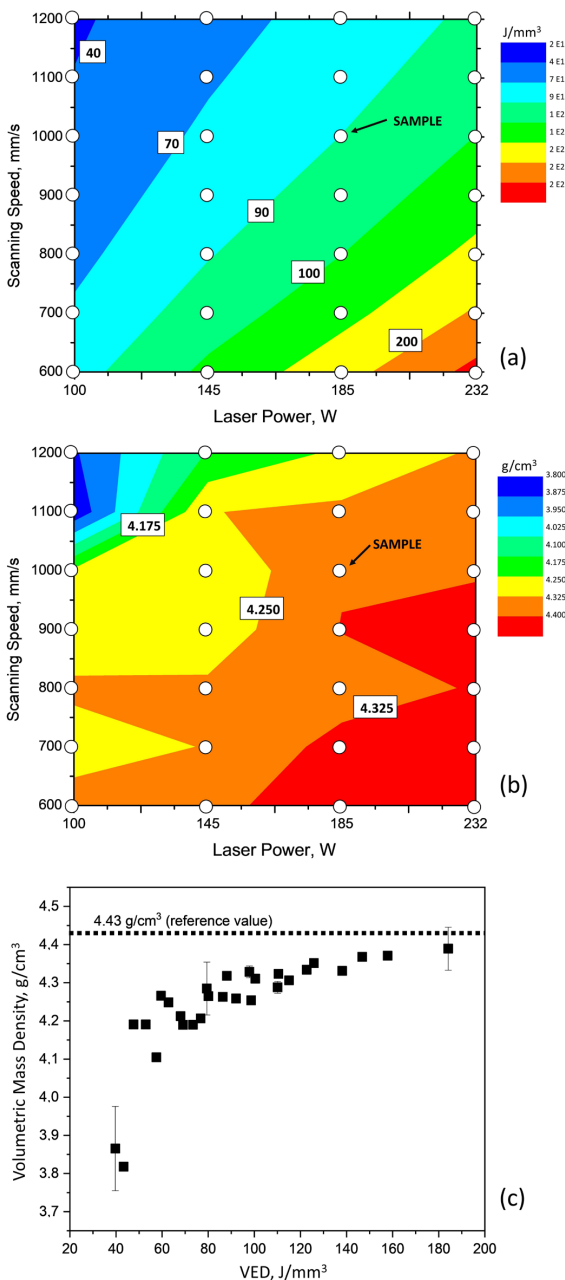 1200
1100
1000
900
800
700
600
Scanning Speed, mm/s
40
70
90
100
200
SAMPLE
100
145
185
232
Laser Power, W
J/mm³
2 E1
4 E1
7 E1
9 E1
1 E2
1 E2
2 E2
2 E2
2 E2
(a)
1200
1100
1000
900
800
700
600
Scanning Speed, mm/s
4.175
4.250
4.325
SAMPLE
100
145
185
232
Laser Power, W
g/cm³
3.800
3.875
3.950
4.025
4.100
4.175
4.250
4.325
4.400
(b)
4.5
4.4
4.3
4.2
4.1
4.0
3.9
3.8
3.7
Volumetric Mass Density, g/cm³
4.43 g/cm³ (reference value)
20
40
60
80
100
120
140
160
180
200
VED, J/mm³
(c)